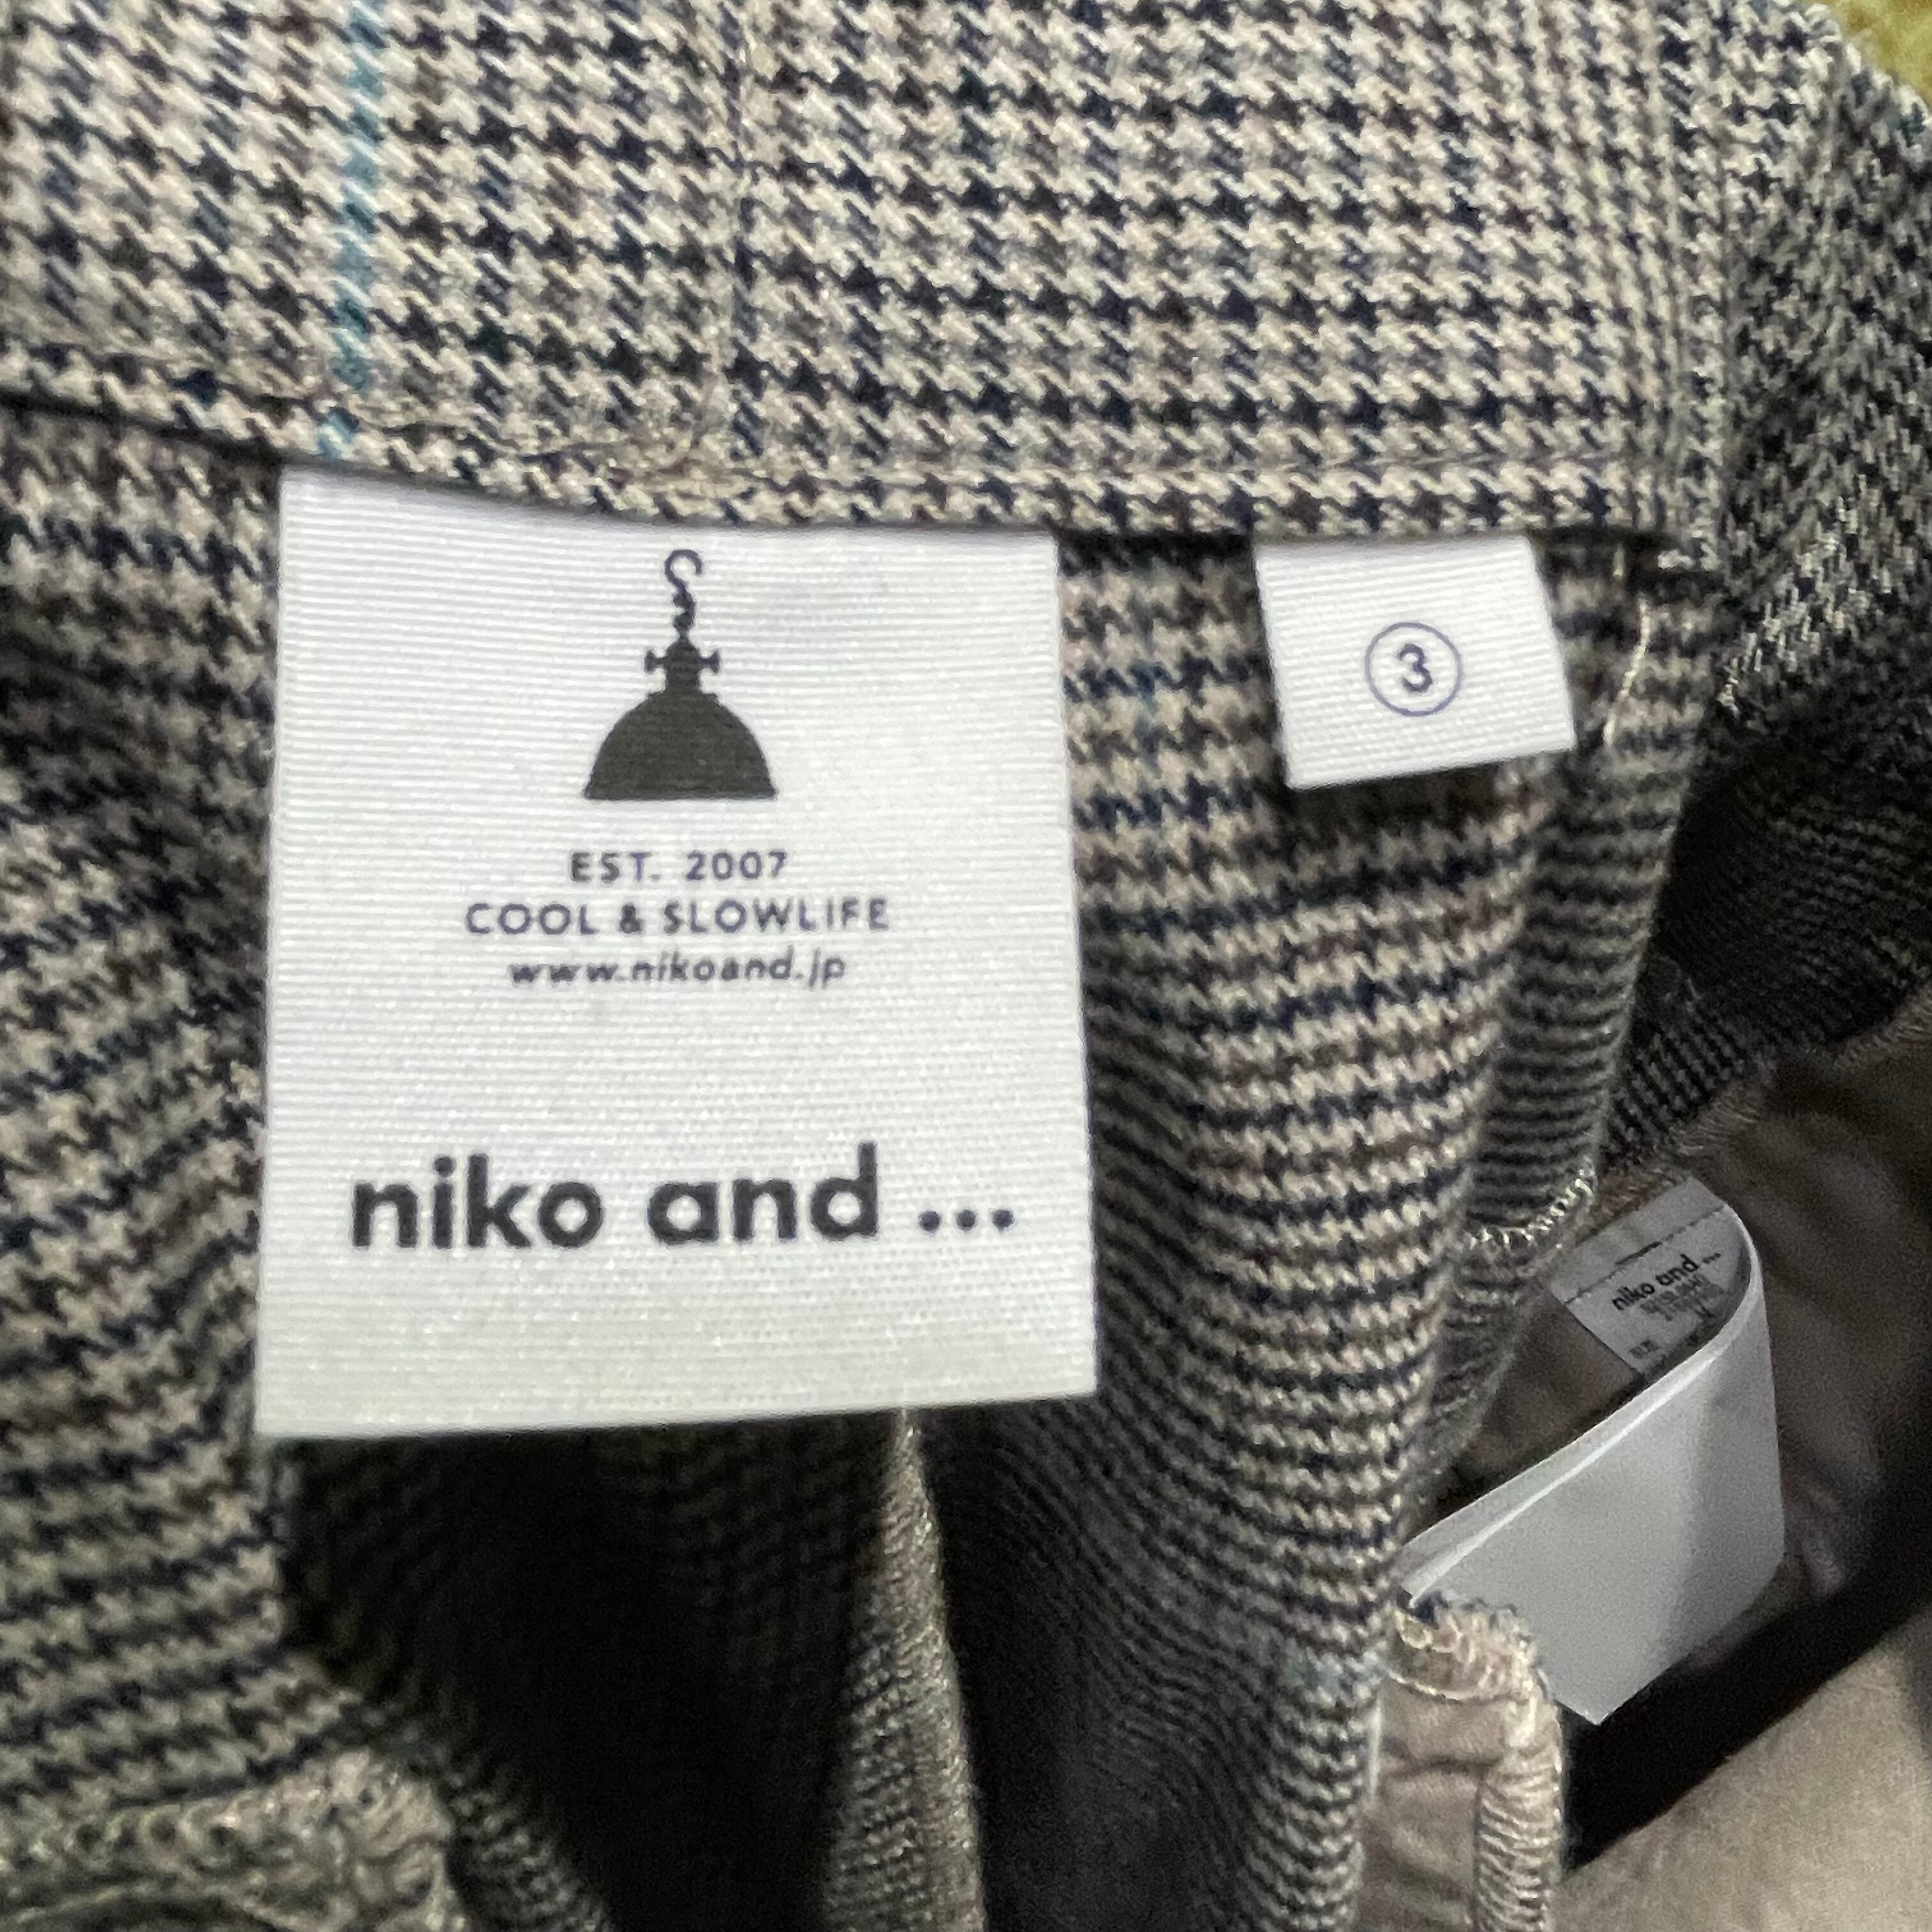 EST. 2007
COOL & SLOWLIFE
www.nikoand.jp
niko and ...
3
niko and ...